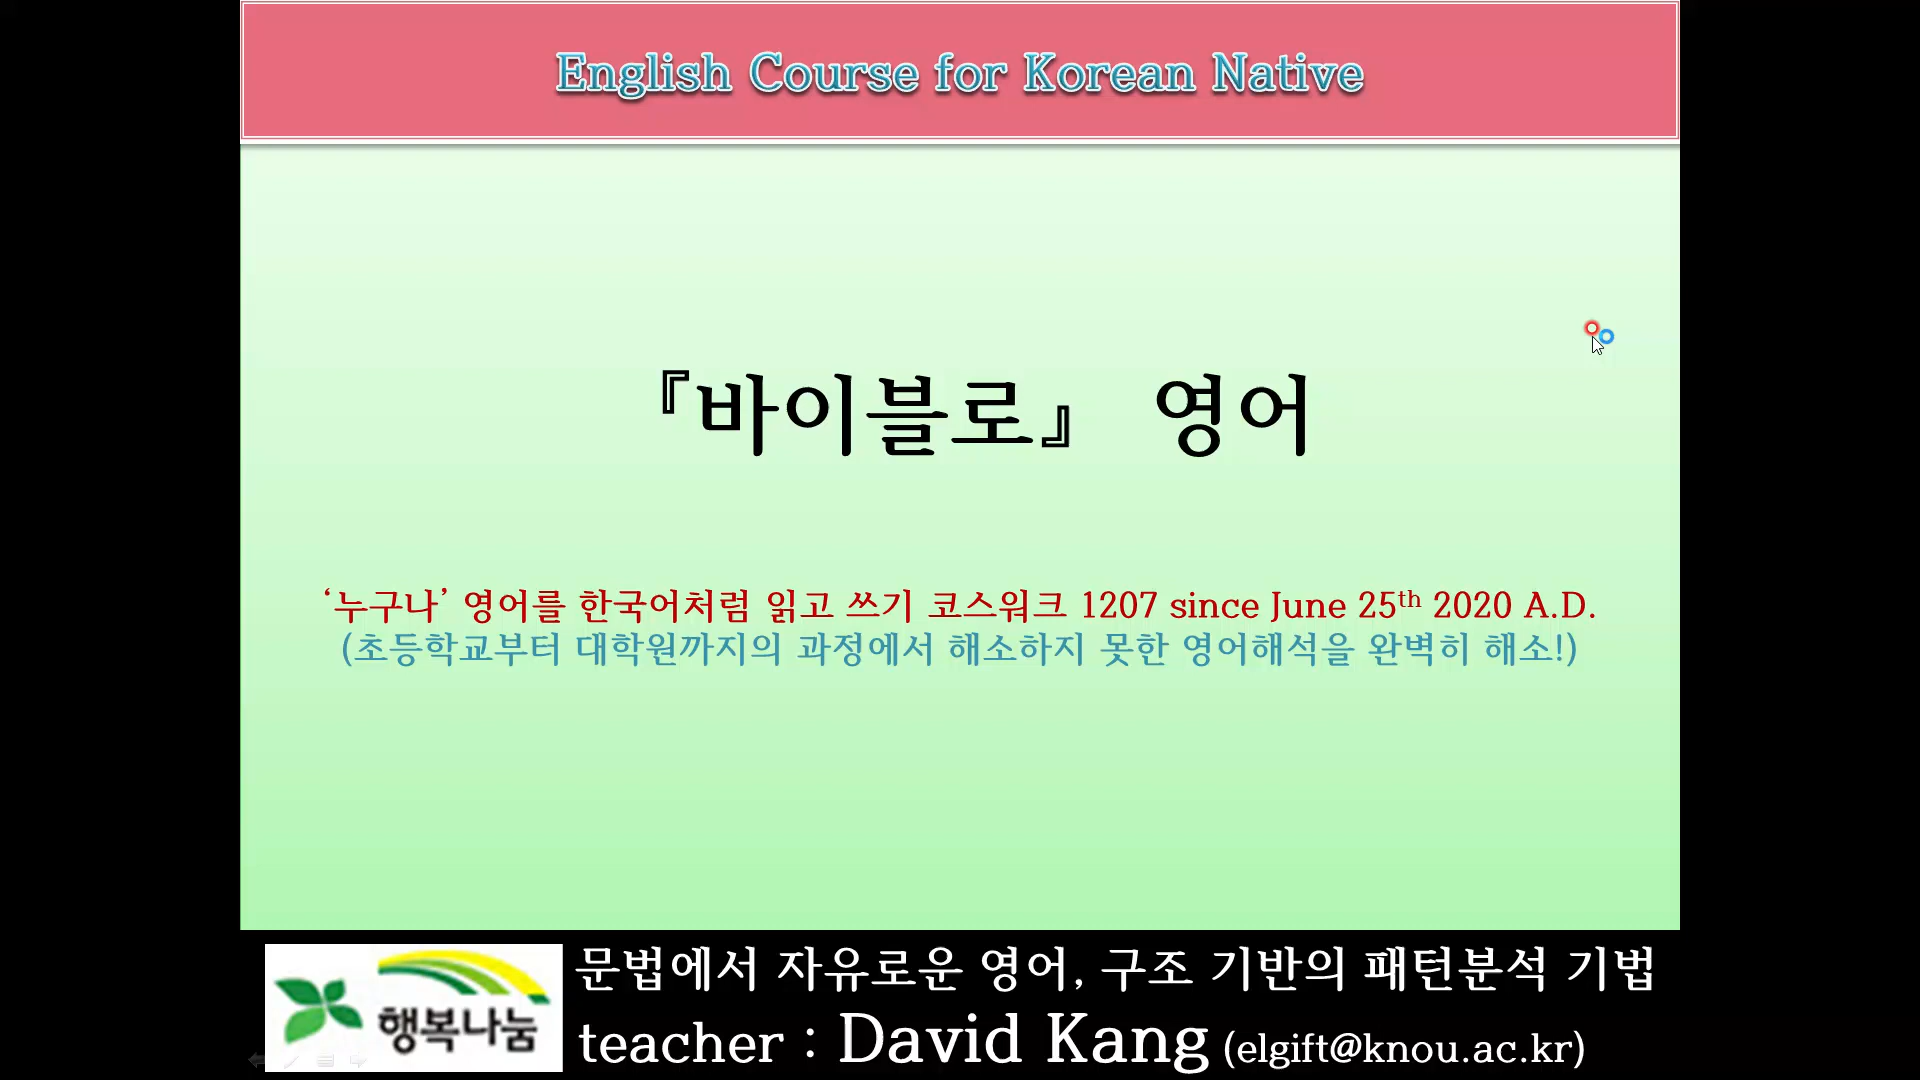 English Course for Korean Native
『바이블로』 영어
‘누구나’ 영어를 한국어처럼 읽고 쓰기 코스워크 1207 since June 25th 2020 A.D.
(초등학교부터 대학원까지의 과정에서 해소하지 못한 영어해석을 완벽히 해소!)
행복나눔
문법에서 자유로운 영어, 구조 기반의 패턴분석 기법
teacher : David Kang (elgift@knou.ac.kr)